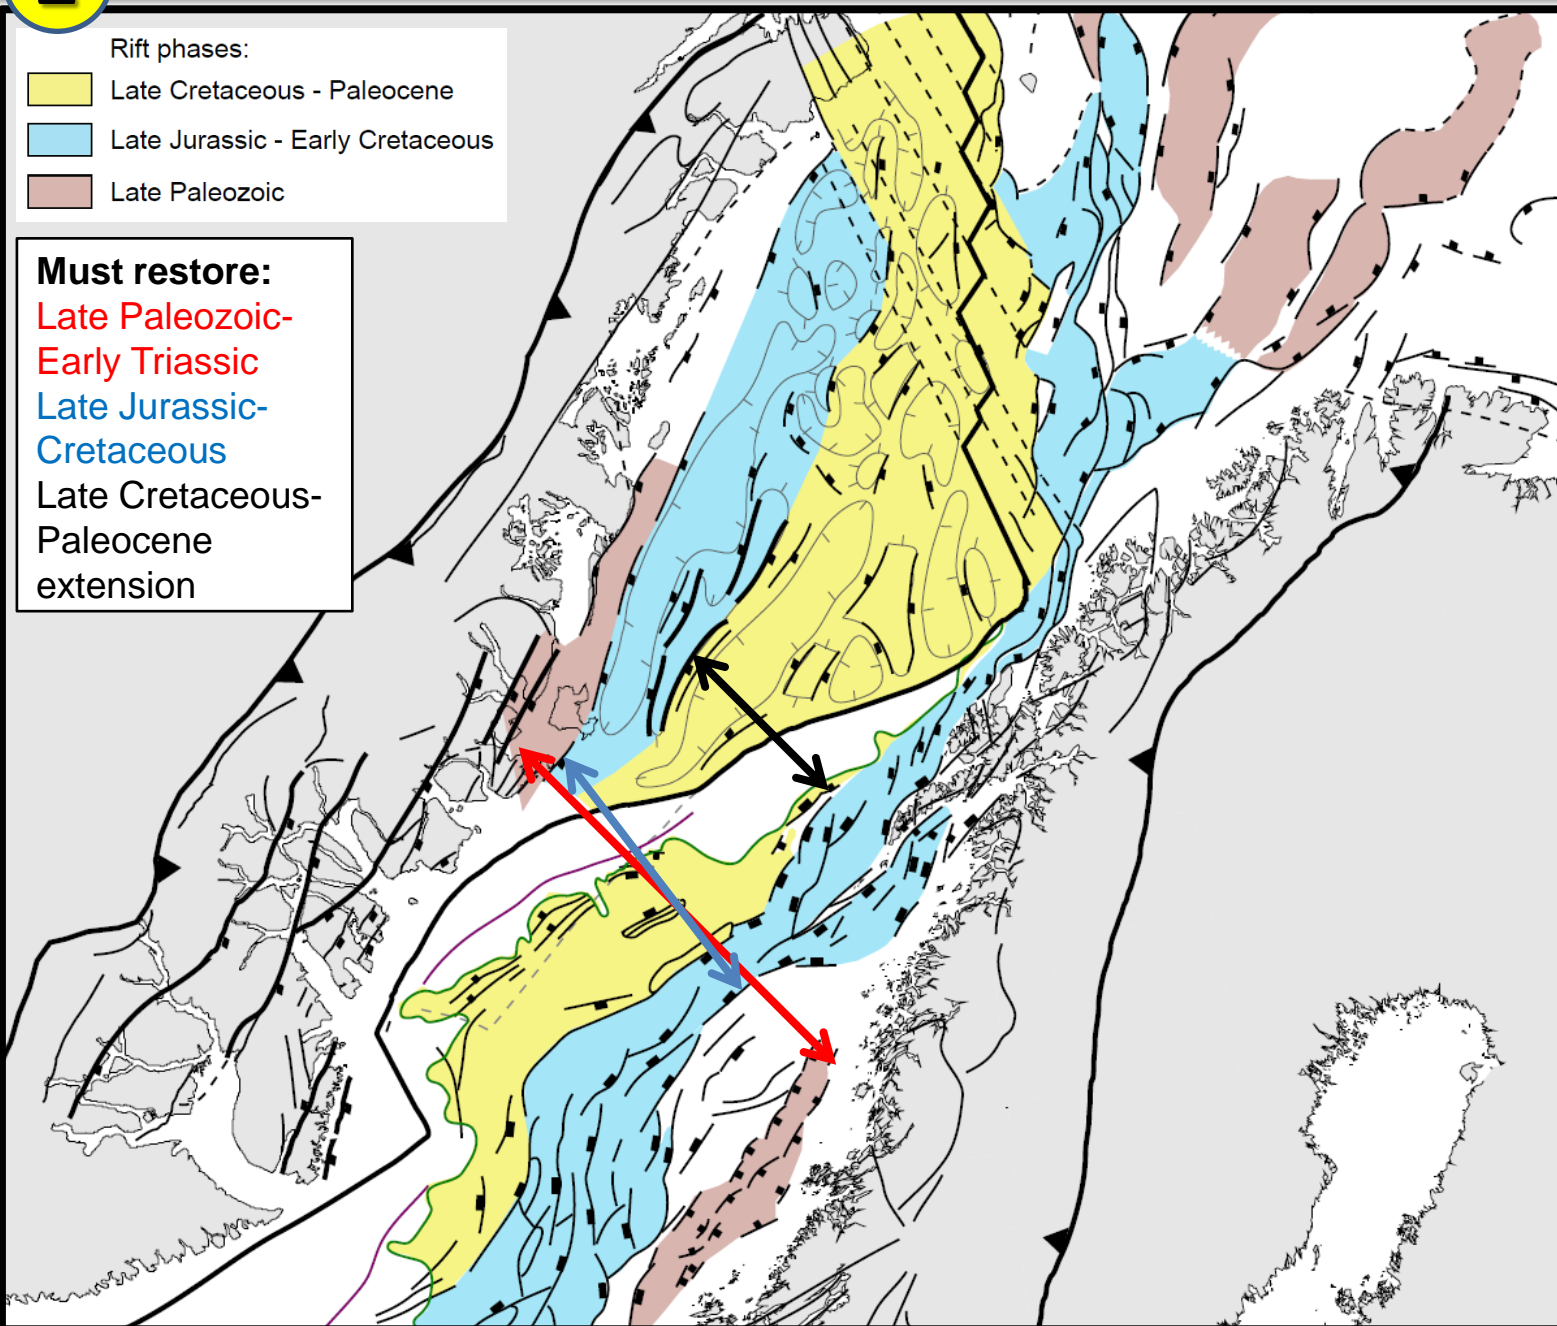 Rift phases:
Late Cretaceous - Paleocene
Late Jurassic - Early Cretaceous
Late Paleozoic
Must restore:
Late Paleozoic-
Early Triassic
Late Jurassic-
Cretaceous
Late Cretaceous-
Paleocene
extension